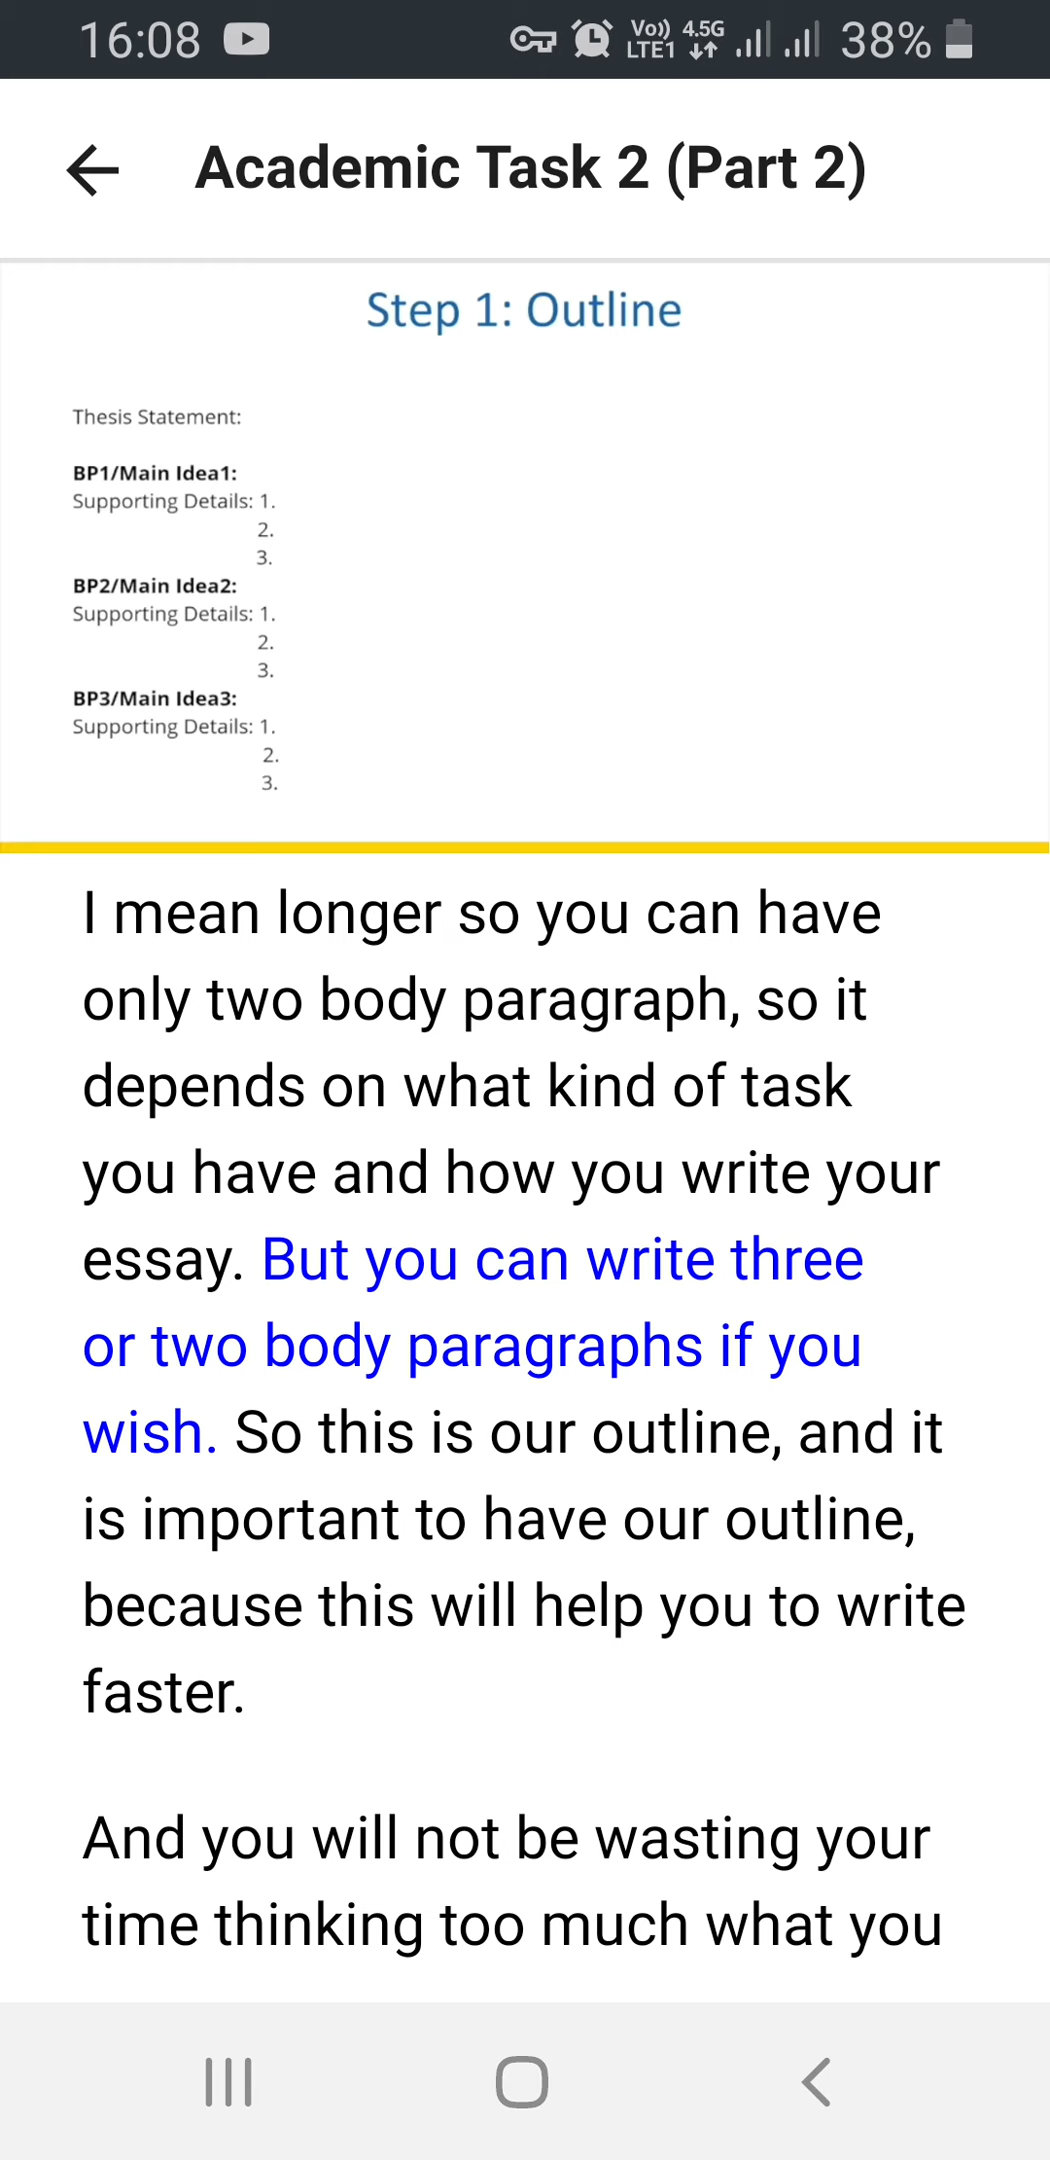 16:08 Vo)) LTE1 4.5G 38%
Academic Task 2 (Part 2)
Step 1: Outline
Thesis Statement:
BP1/Main Idea1:
Supporting Details: 1.
2.
3.
BP2/Main Idea2:
Supporting Details: 1.
2.
3.
BP3/Main Idea3:
Supporting Details: 1.
2.
3.
I mean longer so you can have
only two body paragraph, so it
depends on what kind of task
you have and how you write your
essay. But you can write three
or two body paragraphs if you
wish. So this is our outline, and it
is important to have our outline,
because this will help you to write
faster.
And you will not be wasting your
time thinking too much what you